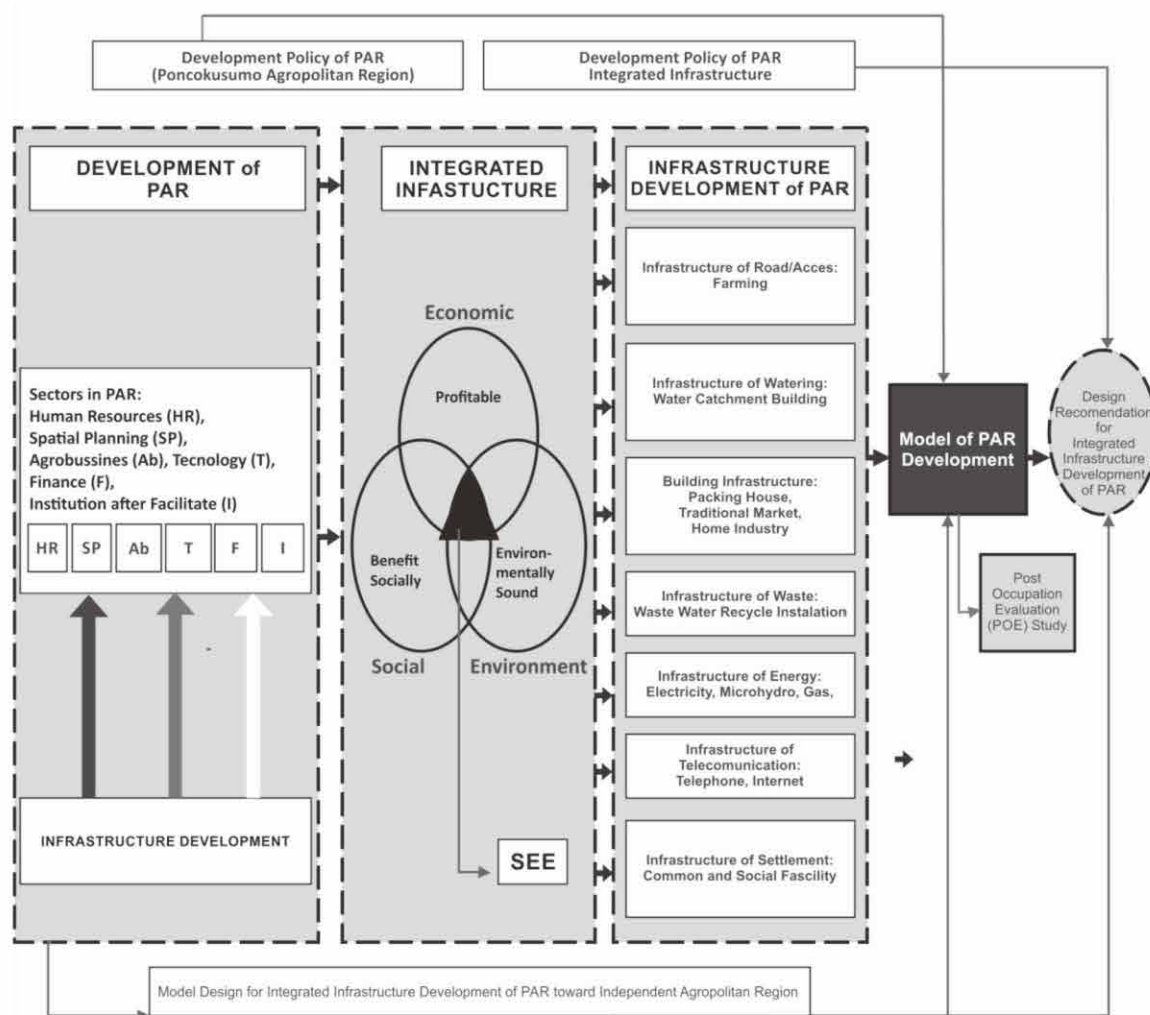 Development Policy of PAR
(Poncokusumo Agropolitan Region)
Development Policy of PAR
Integrated Infrastructure
DEVELOPMENT of
PAR
Sectors in PAR:
Human Resources (HR),
Spatial Planning (SP),
Agrobussines (Ab), Tecnology (T),
Finance (F),
Institution after Facilitate (I)
HR SP Ab T F I
INFRASTRUCTURE DEVELOPMENT
INTEGRATED
INFASTUCTURE
Economic
Profitable
Benefit
Socially
Environ-
mentally
Sound
Social
Environment
SEE
INFRASTRUCTURE
DEVELOPMENT of PAR
Infrastructure of Road/Acces:
Farming
Infrastructure of Watering:
Water Catchment Building
Building Infrastructure:
Packing House,
Traditional Market,
Home Industry
Infrastructure of Waste:
Waste Water Recycle Instalation
Infrastructure of Energy:
Electricity, Microhydro, Gas,
Infrastructure of
Telecomunication:
Telephone, Internet
Infrastructure of Settlement:
Common and Social Fascility
Model of PAR
Development
Design
Recomendation
for
Integrated
Infrastructure
Development
of PAR
Post
Occupation
Evaluation
(POE) Study
Model Design for Integrated Infrastructure Development of PAR toward Independent Agropolitan Region